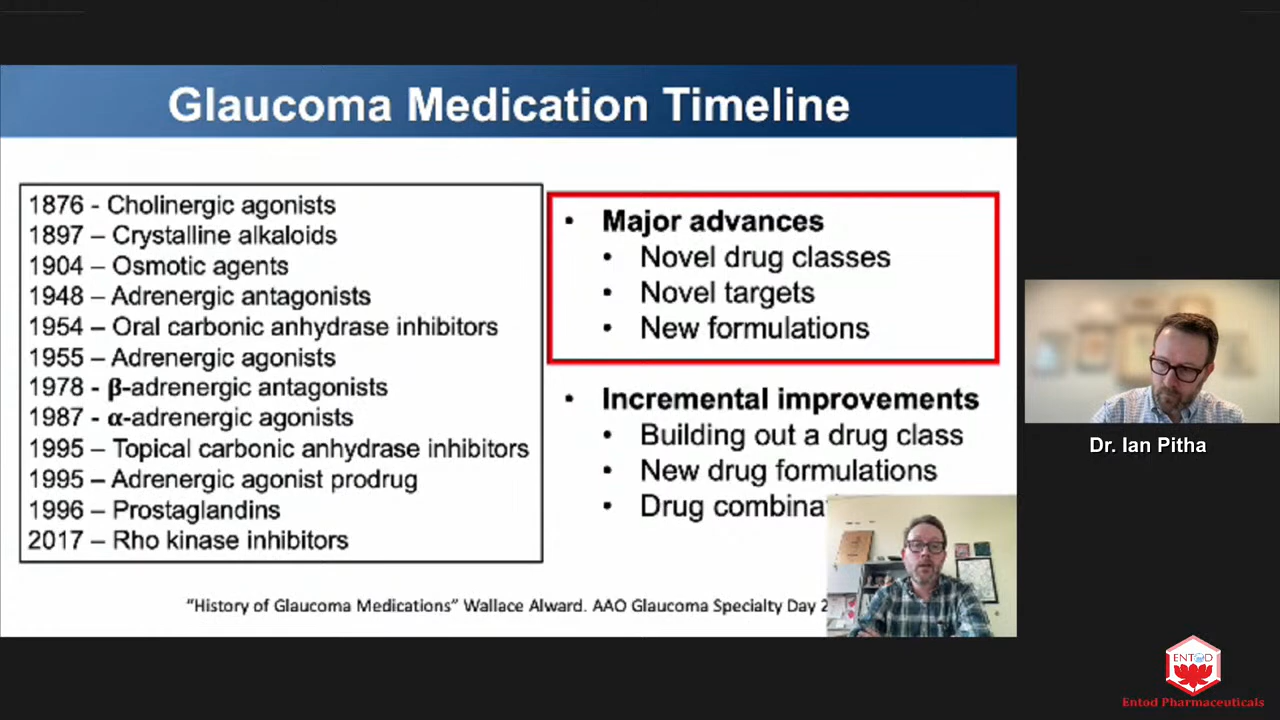 Glaucoma Medication Timeline
1876 - Cholinergic agonists
1897 – Crystalline alkaloids
1904 – Osmotic agents
1948 – Adrenergic antagonists
1954 – Oral carbonic anhydrase inhibitors
1955 – Adrenergic agonists
1978 - β-adrenergic antagonists
1987 - α-adrenergic agonists
1995 – Topical carbonic anhydrase inhibitors
1995 – Adrenergic agonist prodrug
1996 – Prostaglandins
2017 – Rho kinase inhibitors
• Major advances
• Novel drug classes
• Novel targets
• New formulations
• Incremental improvements
• Building out a drug class
• New drug formulations
• Drug
“History of Glaucoma Medications” Wallace Alward. AAO Glaucoma Specialty Day
Dr. Ian Pitha
ENTOD
Entod Pharmaceuticals